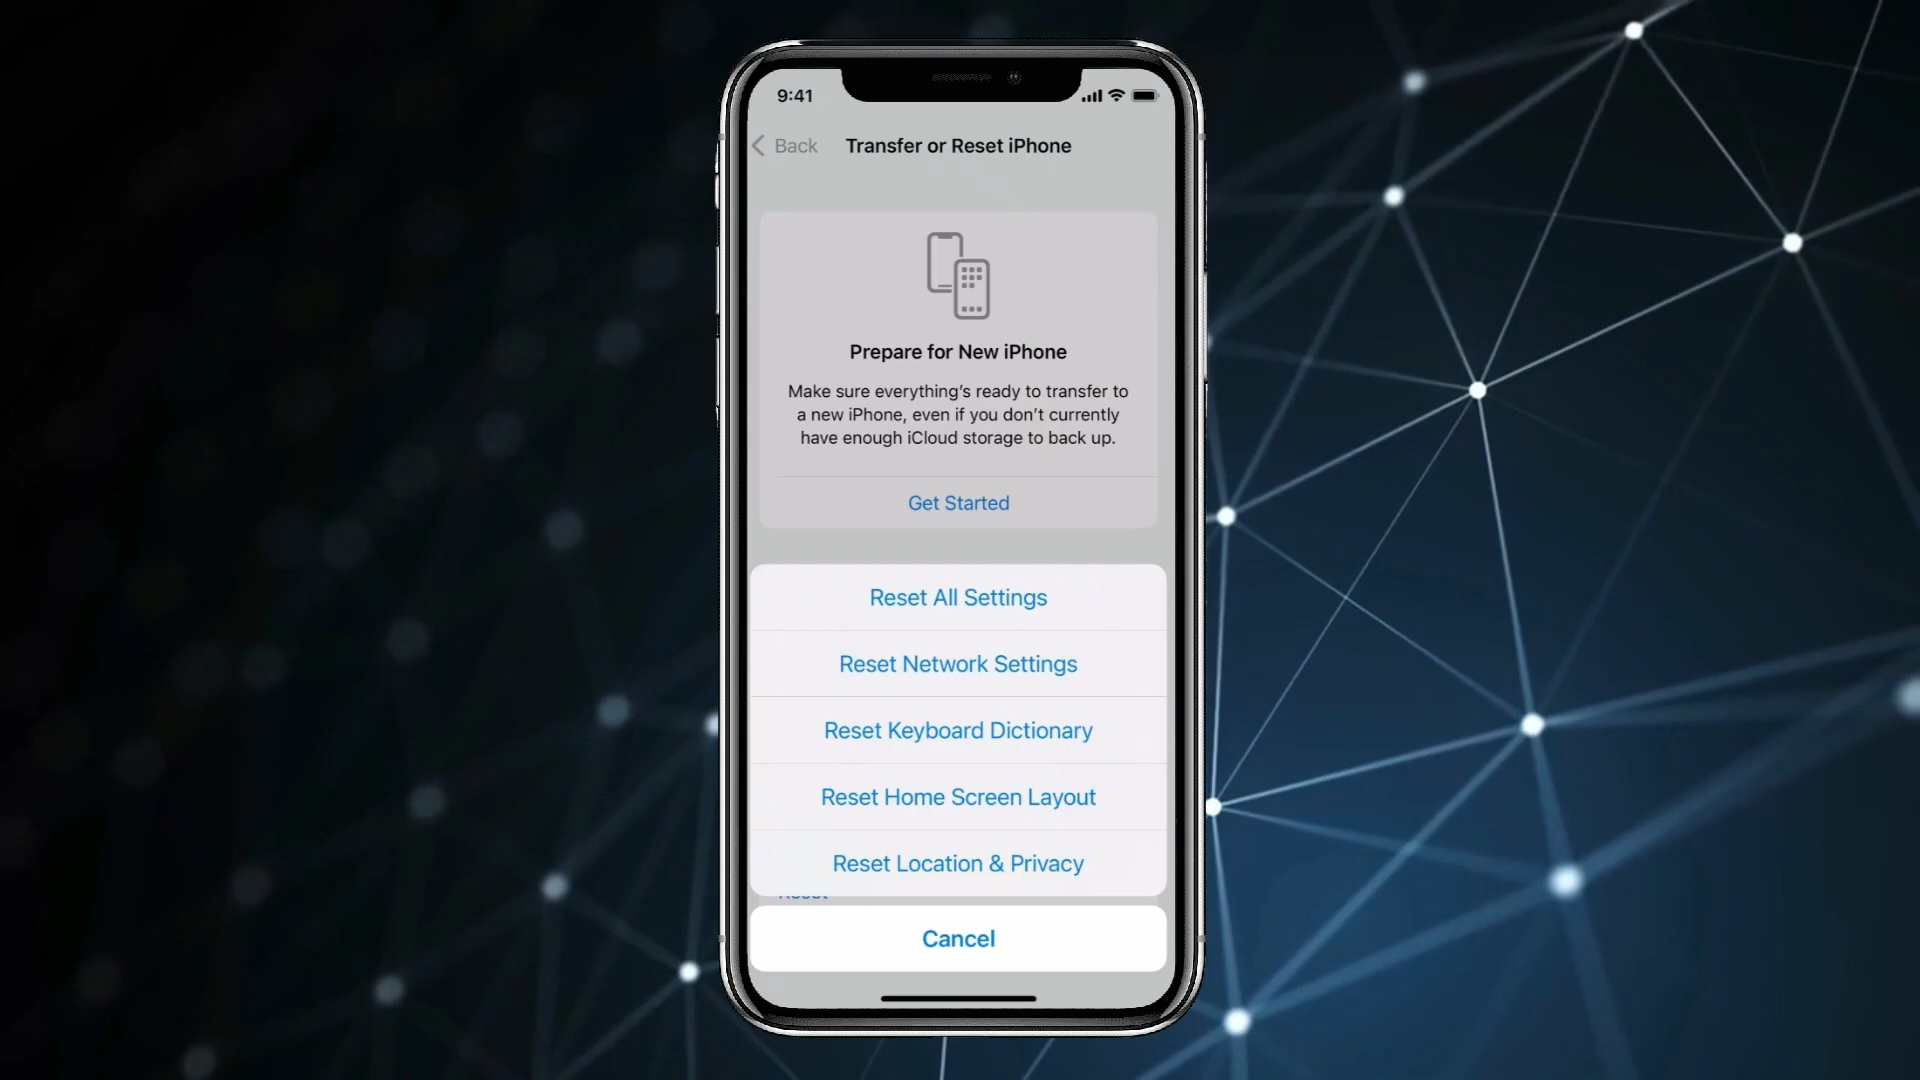 9:41
Back
Transfer or Reset iPhone
Prepare for New iPhone
Make sure everything's ready to transfer to
a new iPhone, even if you don't currently
have enough iCloud storage to back up.
Get Started
Reset All Settings
Reset Network Settings
Reset Keyboard Dictionary
Reset Home Screen Layout
Reset Location & Privacy
Reset
Cancel